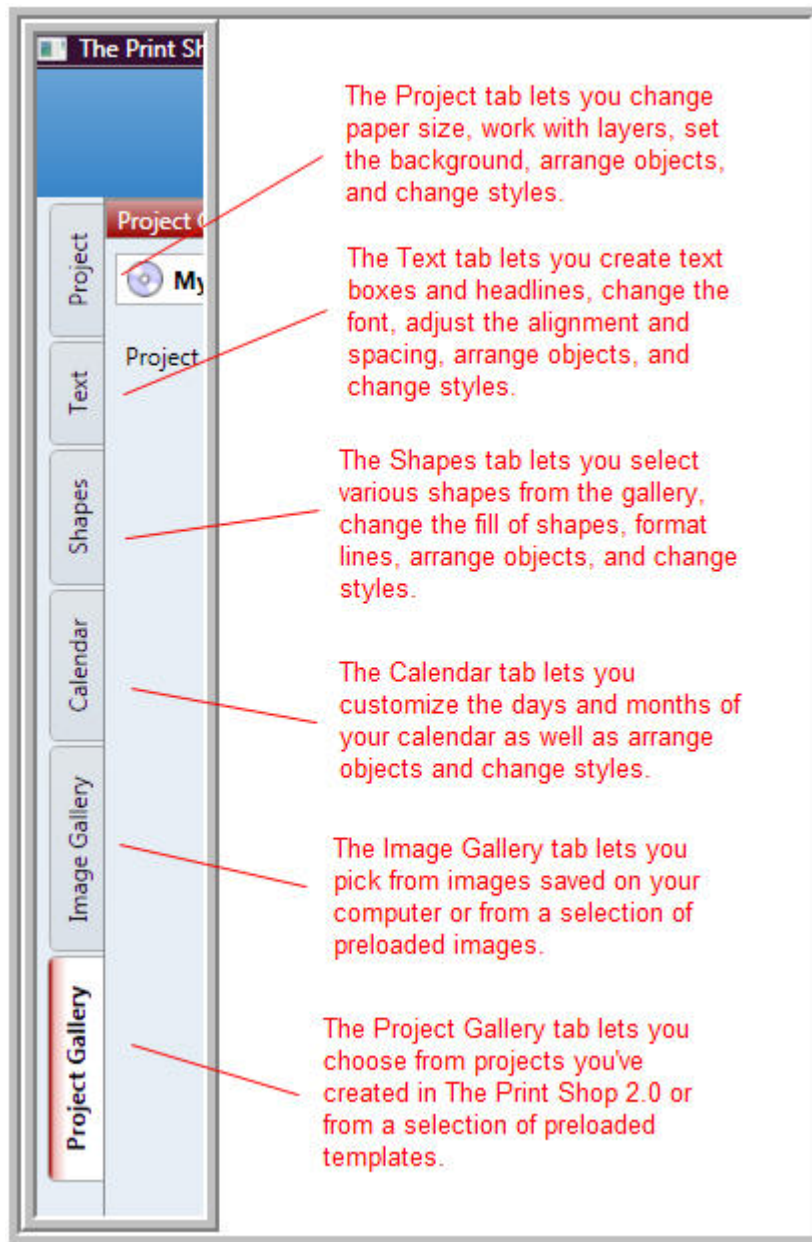 The Print Sh
The Project tab lets you change
paper size, work with layers, set
the background, arrange objects,
and change styles.
Project
Project G
My
The Text tab lets you create text
boxes and headlines, change the
font, adjust the alignment and
spacing, arrange objects, and
change styles.
Project
Text
The Shapes tab lets you select
various shapes from the gallery,
change the fill of shapes, format
lines, arrange objects, and change
styles.
Shapes
The Calendar tab lets you
customize the days and months of
your calendar as well as arrange
objects and change styles.
Calendar
The Image Gallery tab lets you
pick from images saved on your
computer or from a selection of
preloaded images.
Image Gallery
The Project Gallery tab lets you
choose from projects you've
created in The Print Shop 2.0 or
from a selection of preloaded
templates.
Project Gallery